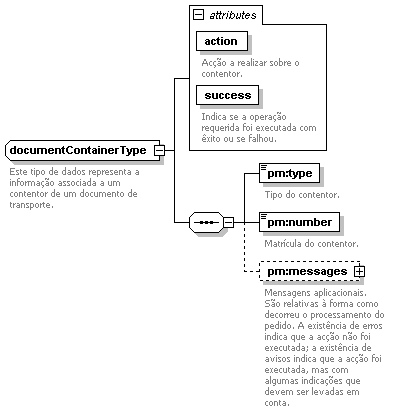 attributes
action
Acção a realizar sobre o
contentor.
success
Indica se a operação
requerida foi executada com
êxito ou se falhou.
documentContainerType
Este tipo de dados representa a
informação associada a um
contentor de um documento de
transporte.
pm:type
Tipo do contentor.
pm:number
Matrícula do contentor.
pm:messages
Mensagens aplicacionais.
São relativas à forma como
decorreu o processamento do
pedido. A existência de erros
indica que a acção não foi
executada; a existência de
avisos indica que a acção foi
executada, mas com
algumas indicações que
devem ser levadas em
conta.